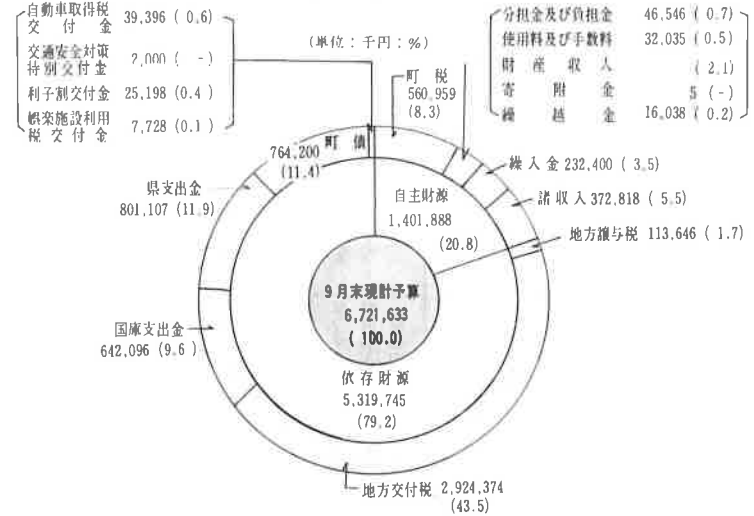 自動車取得税
交付金 39,396 (0.6)
交通安全対策
特別交付金 2,000 ( - )
利子割交付金 25,198 (0.4)
娯楽施設利用
税交付金 7,728 (0.1)
(単位:千円:%)
分担金及び負担金 46,546 (0.7)
使用料及び手数料 32,035 (0.5)
財産収入 (2.1)
寄附金 5 (-)
繰越金 16,038 (0.2)
町税
560,959
(8.3)
町債
764,200
(11.4)
繰入金 232,400 (3.5)
諸収入 372,818 (5.5)
地方譲与税 113,646 (1.7)
県支出金
801,107 (11.9)
自主財源
1,401,888
(20.8)
9月末現計予算
6,721,633
(100.0)
国庫支出金
642,096 (9.6)
依存財源
5,319,745
(79.2)
地方交付税 2,924,374
(43.5)